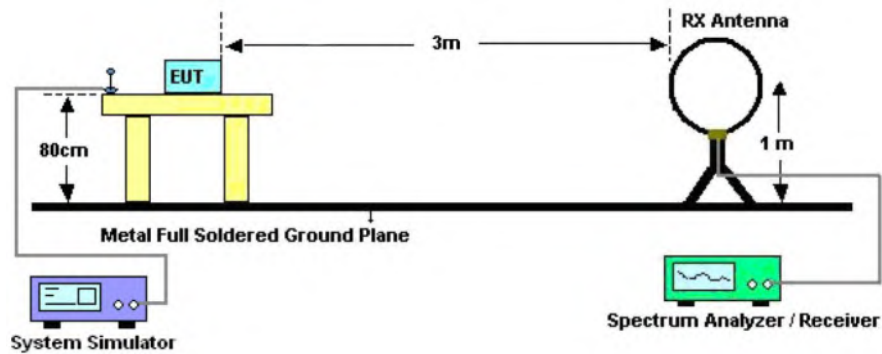 RX Antenna
3m
EUT
80cm
1 m
Metal Full Soldered Ground Plane
System Simulator
Spectrum Analyzer / Receiver